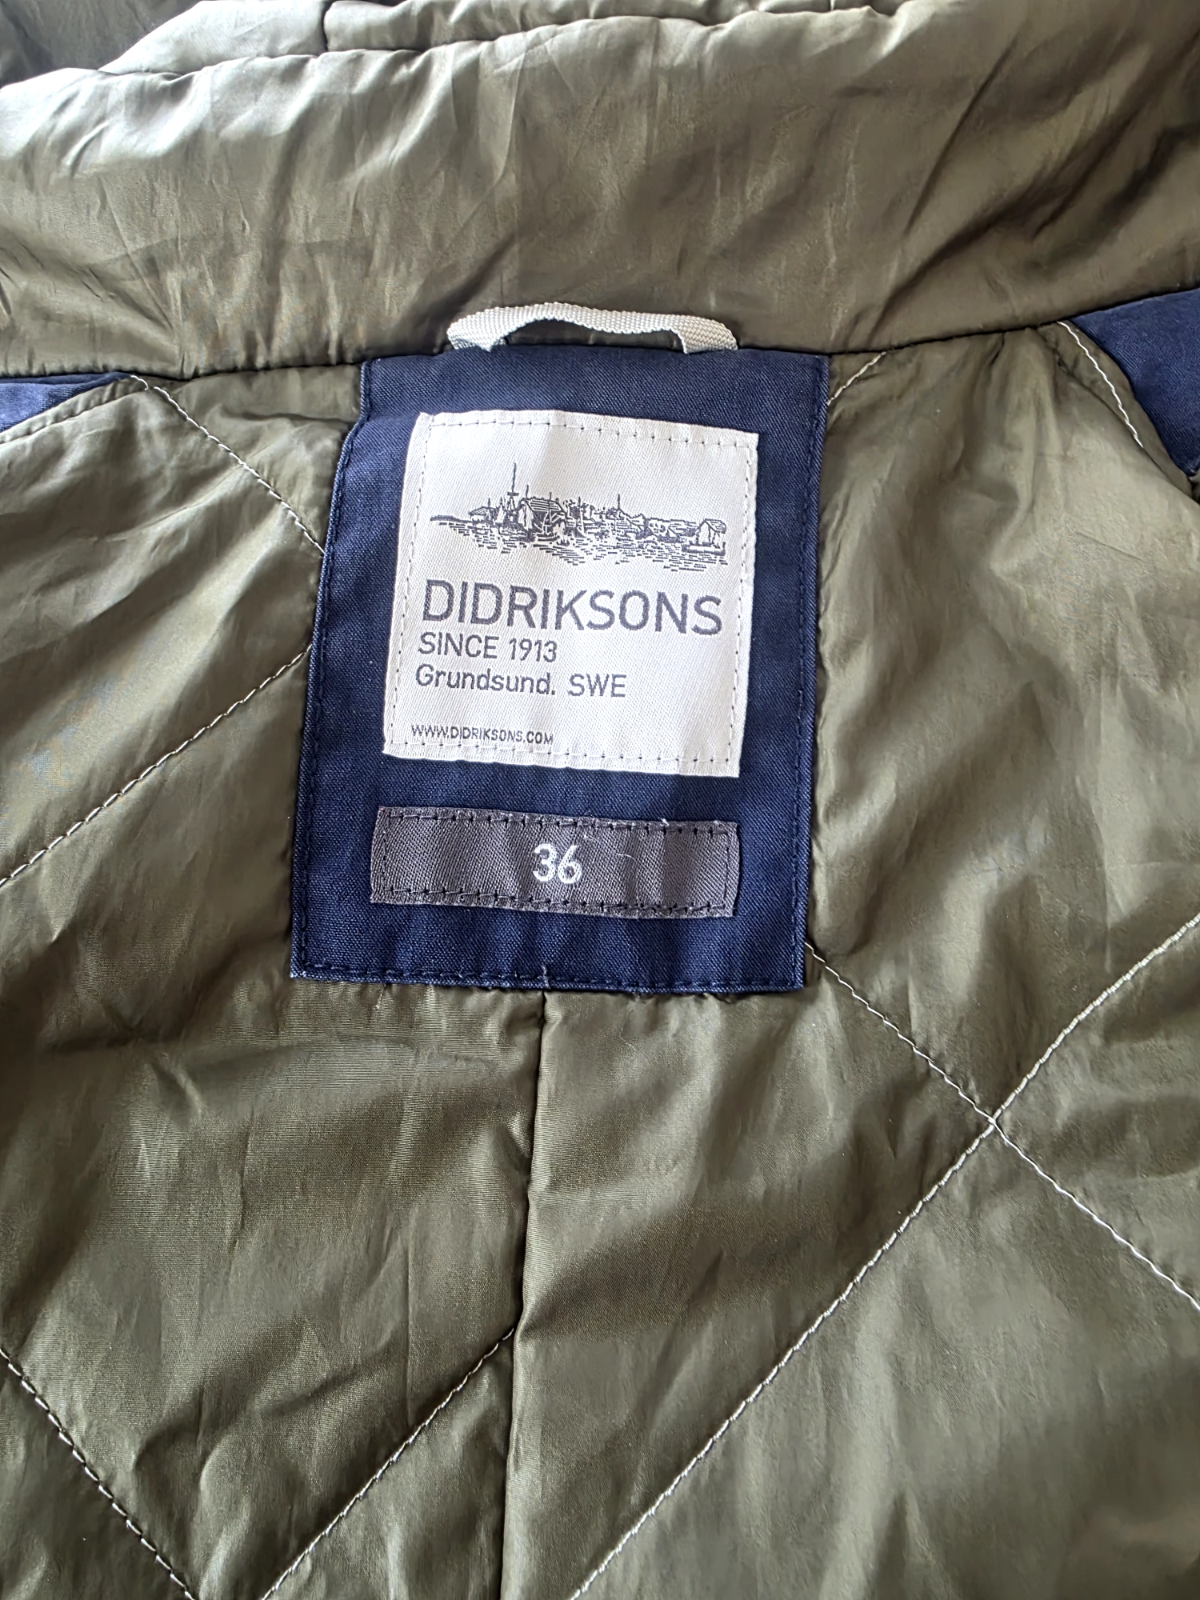 DIDRIKSONS
SINCE 1913
Grundsund. SWE
WWW.DIDRIKSONS.COM
36